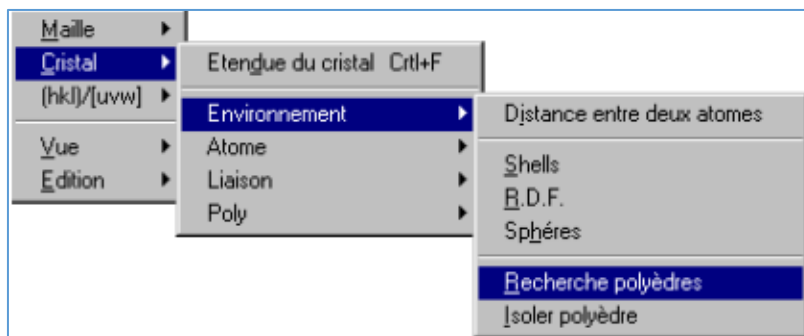 Maille
Cristal
(hkl)/[uvw]
Vue
Edition
Etendue du cristal Crtl+F
Environnement
Atome
Liaison
Poly
Distance entre deux atomes
Shells
R.D.F.
Sphéres
Recherche polyèdres
Isoler polyèdre